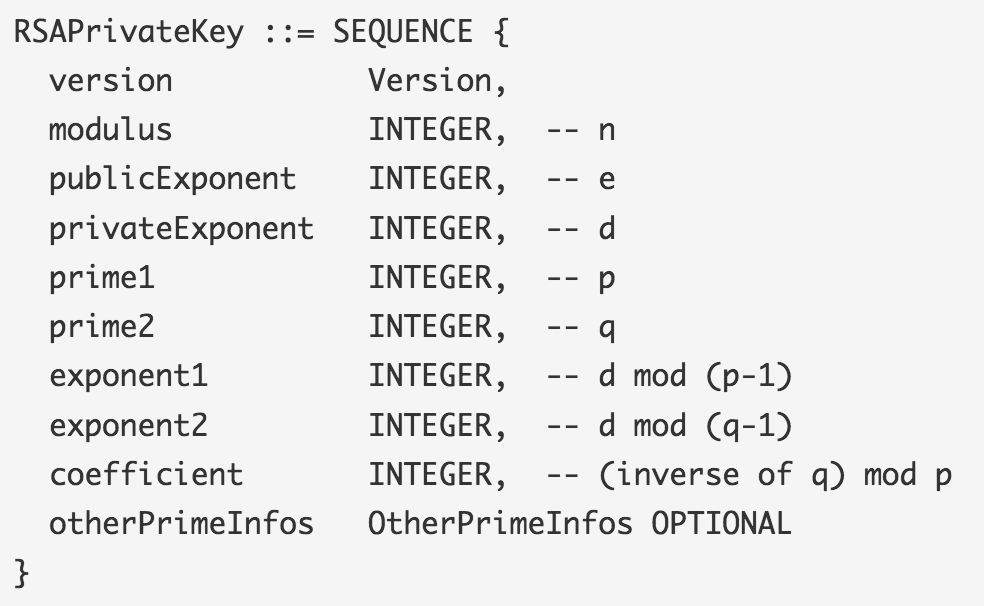 RSAPrivateKey ::= SEQUENCE {
  version           Version,
  modulus           INTEGER,  -- n
  publicExponent    INTEGER,  -- e
  privateExponent   INTEGER,  -- d
  prime1            INTEGER,  -- p
  prime2            INTEGER,  -- q
  exponent1         INTEGER,  -- d mod (p-1)
  exponent2         INTEGER,  -- d mod (q-1)
  coefficient       INTEGER,  -- (inverse of q) mod p
  otherPrimeInfos   OtherPrimeInfos OPTIONAL
}